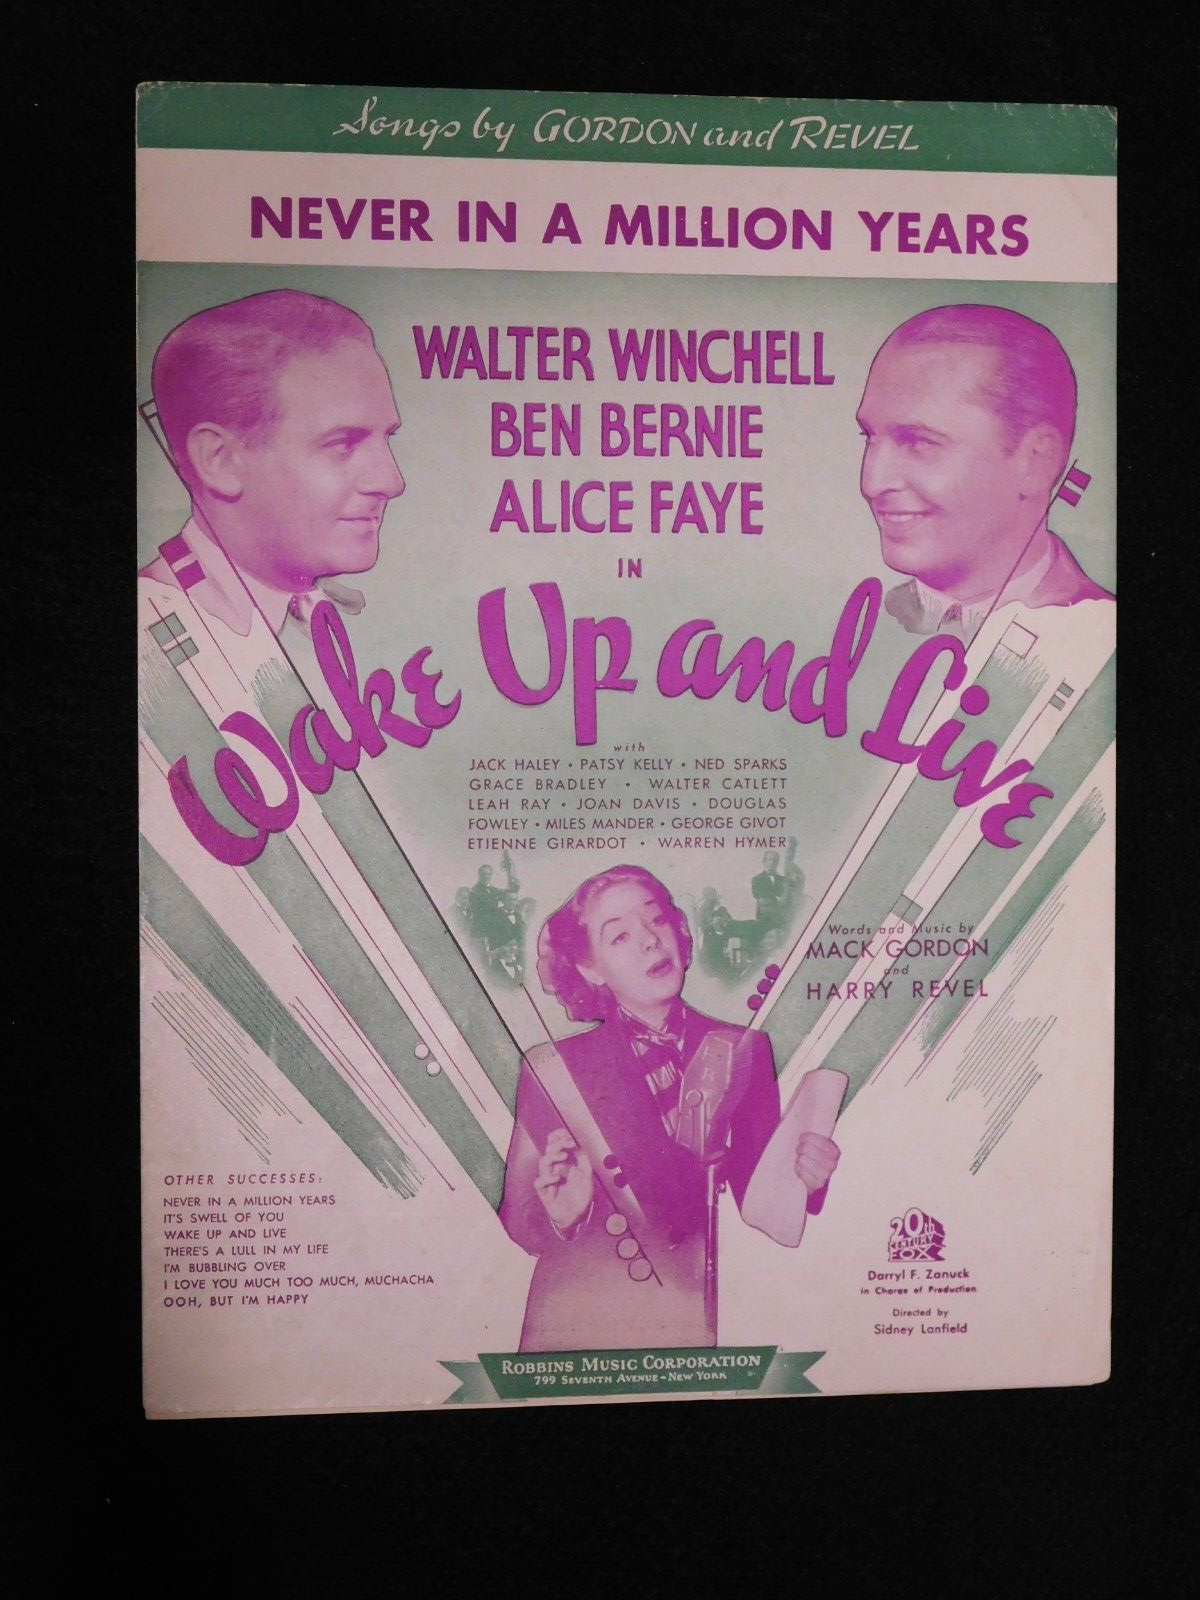 Songs by GORDON and REVEL
NEVER IN A MILLION YEARS
WALTER WINCHELL
BEN BERNIE
ALICE FAYE
IN
Wake Up and Live
with
JACK HALEY • PATSY KELLY • NED SPARKS
GRACE BRADLEY • WALTER CATLETT
LEAH RAY • JOAN DAVIS • DOUGLAS
FOWLEY • MILES MANDER • GEORGE GIVOT
ETIENNE GIRARDOT • WARREN HYMER
Words and Music by
MACK GORDON
and
HARRY REVEL
OTHER SUCCESSES:
NEVER IN A MILLION YEARS
IT'S SWELL OF YOU
WAKE UP AND LIVE
THERE'S A LULL IN MY LIFE
I'M BUBBLING OVER
I LOVE YOU MUCH TOO MUCH, MUCHACHA
OOH, BUT I'M HAPPY
20th
CENTURY
FOX
Darryl F. Zanuck
in Charge of Production
Directed by
Sidney Lanfield
ROBBINS MUSIC CORPORATION
799 SEVENTH AVENUE - NEW YORK